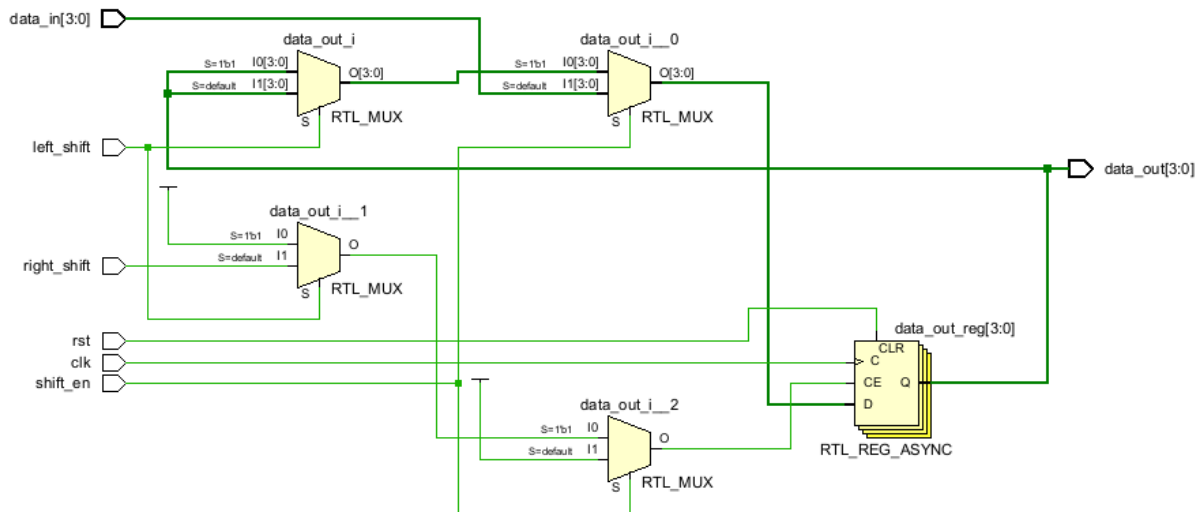 data_in[3:0]
data_out_i
data_out_i__0
S=1'b1 I0[3:0]
S=default I1[3:0]
O[3:0]
S
RTL_MUX
S=1'b1 I0[3:0]
S=default I1[3:0]
O[3:0]
S
RTL_MUX
left_shift
data_out[3:0]
data_out_i__1
S=1'b1 I0
S=default I1
O
S
RTL_MUX
right_shift
rst
clk
shift_en
data_out_reg[3:0]
CLR
C
CE
D
Q
RTL_REG_ASYNC
data_out_i__2
S=1'b1 I0
S=default I1
O
S
RTL_MUX